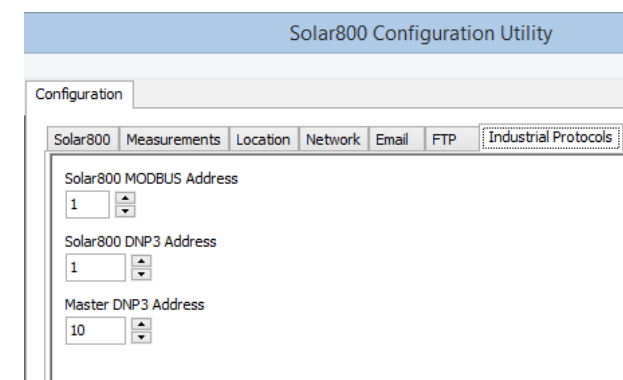 Solar800 Configuration Utility
Configuration
Solar800 Measurements Location Network Email FTP Industrial Protocols
Solar800 MODBUS Address
1
Solar800 DNP3 Address
1
Master DNP3 Address
10